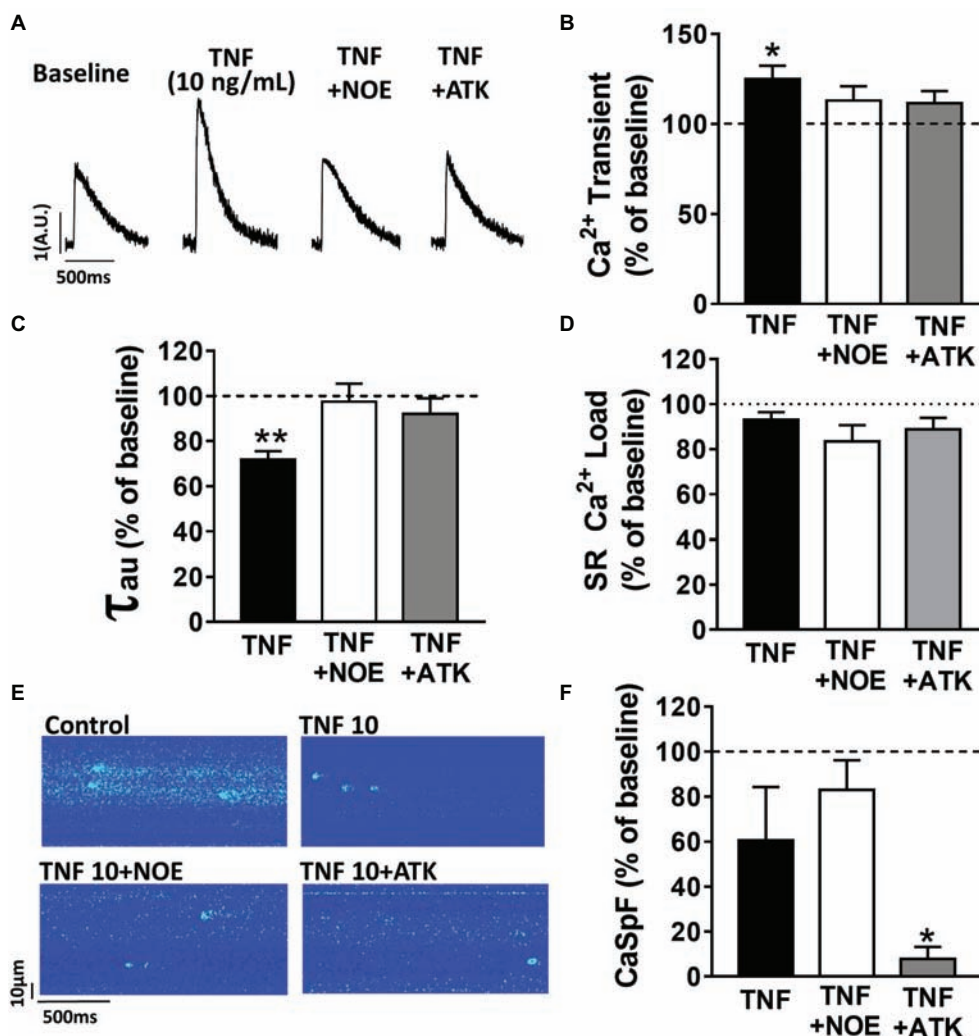 A
Baseline
TNF
(10 ng/mL)
TNF
+NOE
TNF
+ATK
1(A.U.)
500ms
B
Ca2+ Transient
(% of baseline)
150
100
50
0
*
TNF
TNF
+NOE
TNF
+ATK
C
τau (% of baseline)
120
100
80
60
40
20
0
**
TNF
TNF
+NOE
TNF
+ATK
D
SR Ca2+ Load
(% of baseline)
120
100
80
60
40
20
0
TNF
TNF
+NOE
TNF
+ATK
E
Control
TNF 10
TNF 10+NOE
TNF 10+ATK
10μm
500ms
F
CaSpF (% of baseline)
120
100
80
60
40
20
0
*
TNF
TNF
+NOE
TNF
+ATK